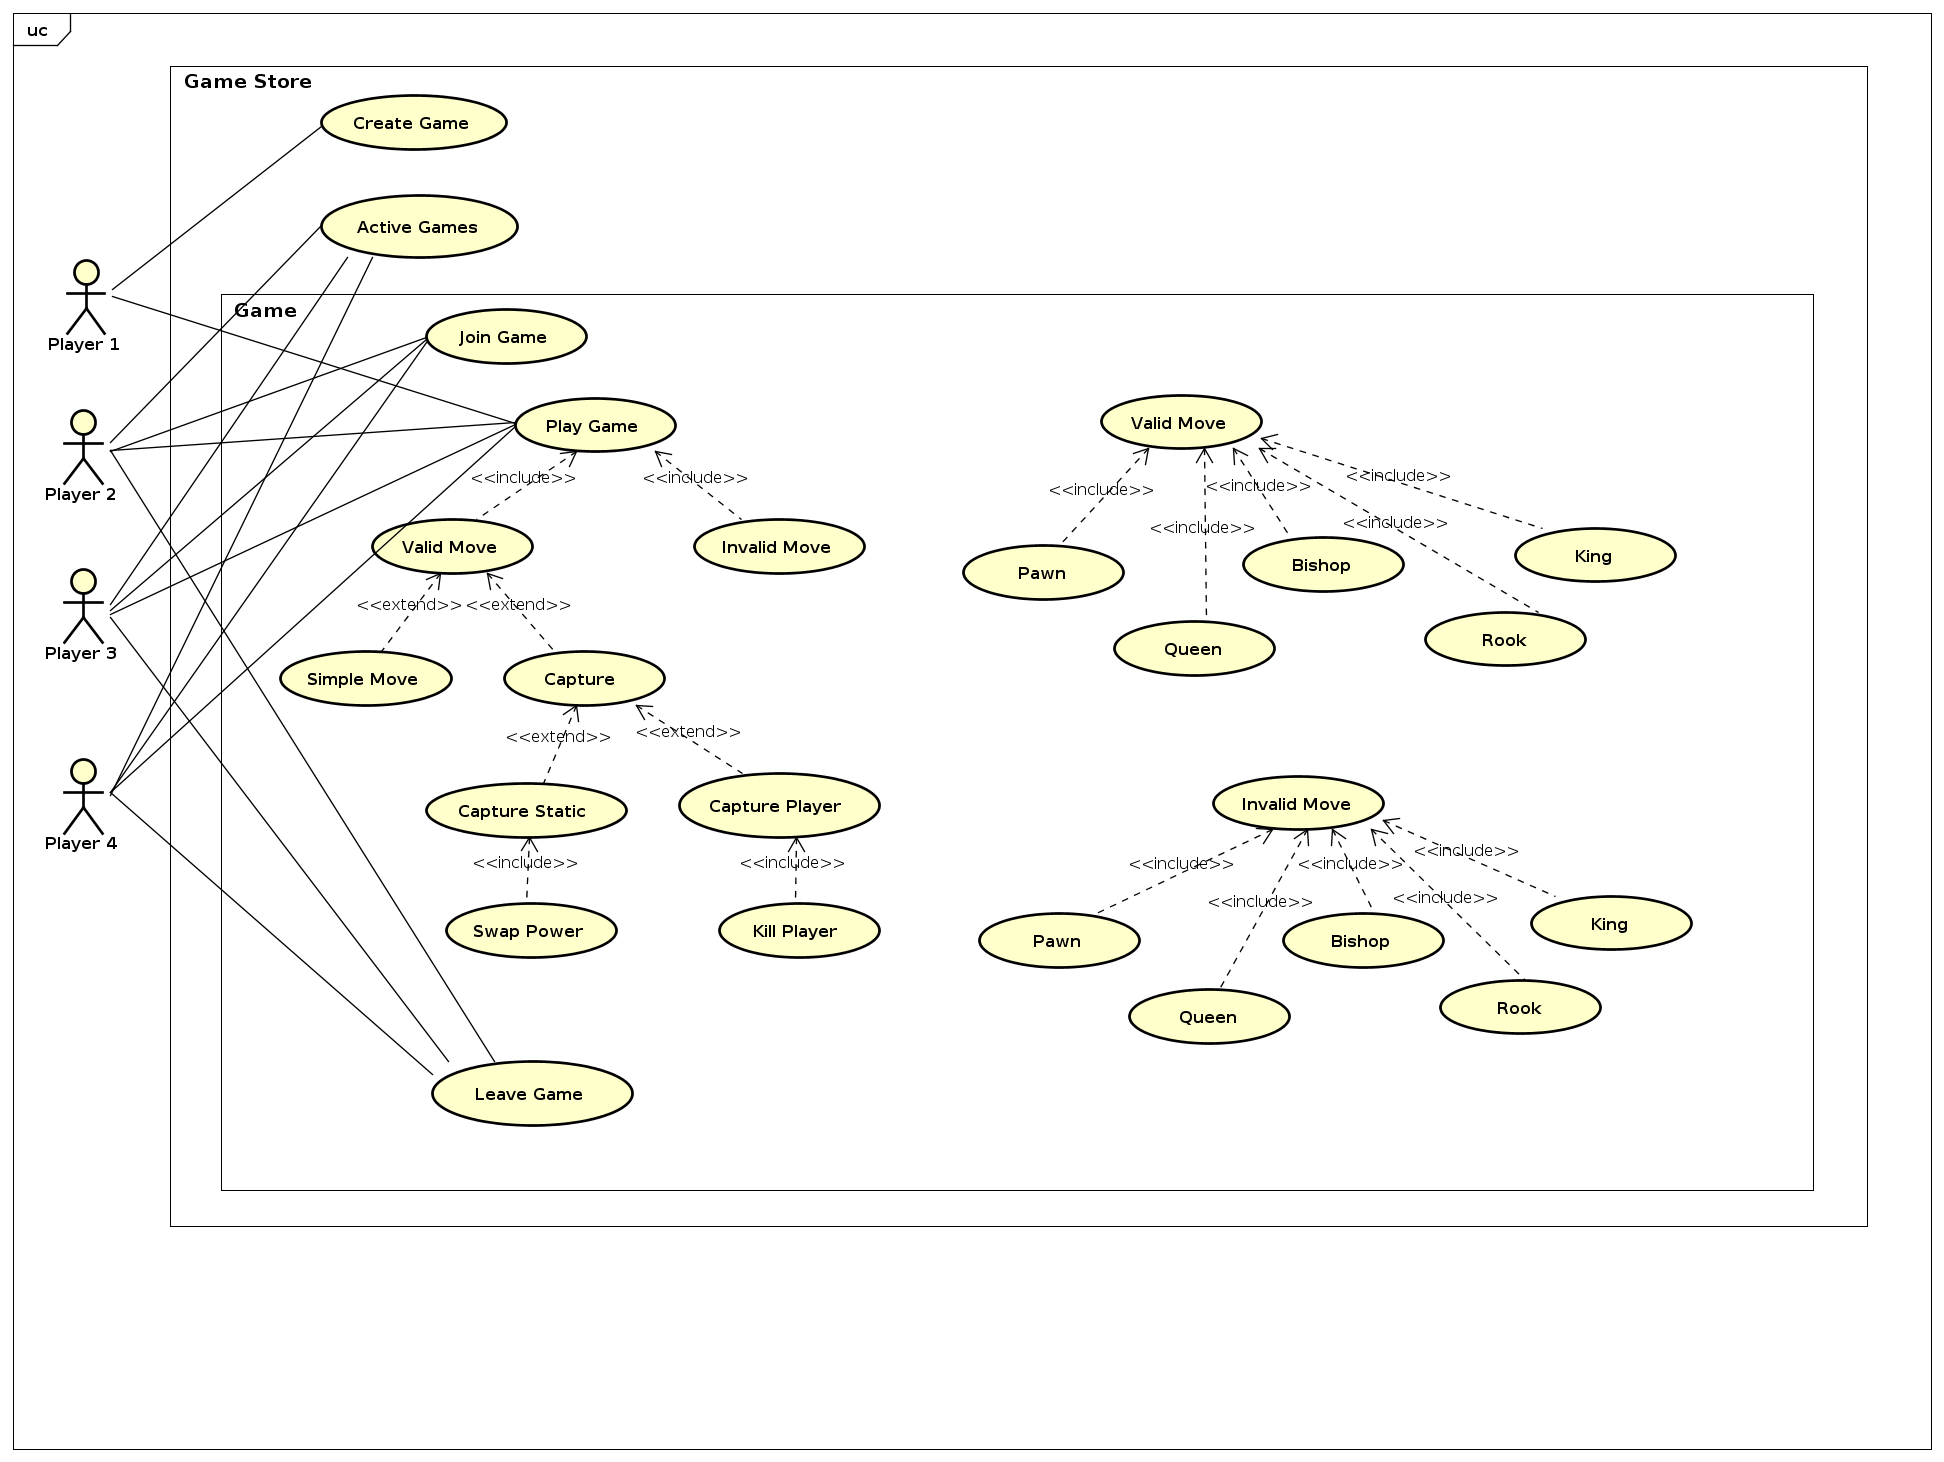 uc
Game Store
Create Game
Active Games
Player 1
Game
Join Game
Play Game
Valid Move
Player 2
<<include>>
<<include>>
<<include>>
<<include>>
<<include>>
<<include>>
<<include>>
Valid Move
Invalid Move
Pawn
Bishop
King
Player 3
<<extend>>
<<extend>>
Queen
Rook
Simple Move
Capture
<<extend>>
<<extend>>
Player 4
Capture Static
Capture Player
Invalid Move
<<include>>
<<include>>
<<include>>
<<include>>
<<include>>
<<include>>
<<include>>
Swap Power
Kill Player
Pawn
Bishop
King
Queen
Rook
Leave Game